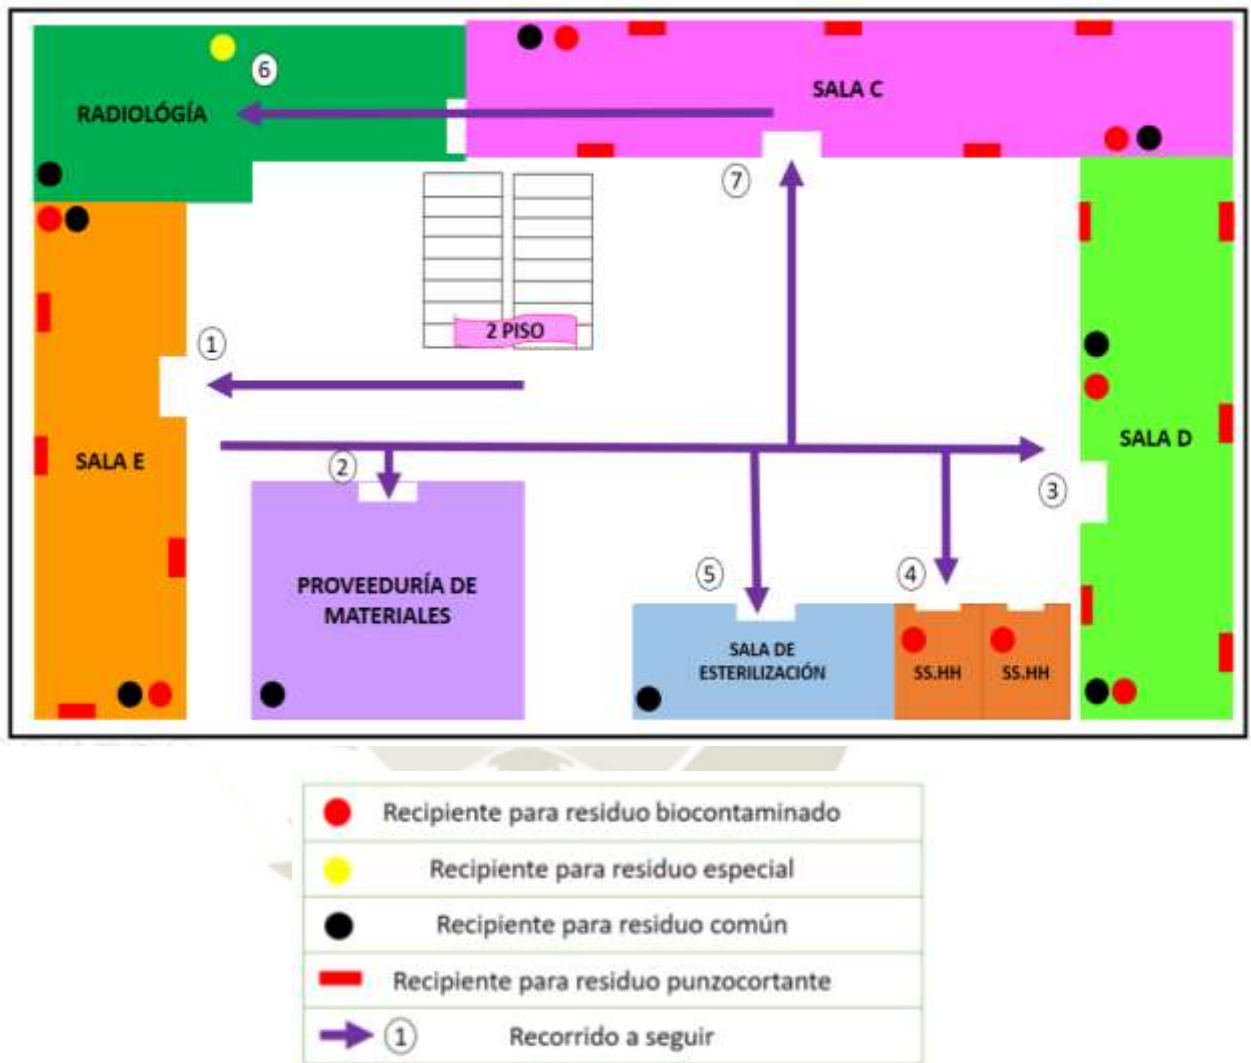 6
RADIOLÓGÍA
SALA C
7
2 PISO
1
SALA E
2
SALA D
3
PROVEEDURÍA DE
MATERIALES
5
4
SALA DE
ESTERILIZACIÓN
SS.HH
SS.HH
Recipiente para residuo biocontaminado
Recipiente para residuo especial
Recipiente para residuo común
Recipiente para residuo punzocortante
1 Recorrido a seguir